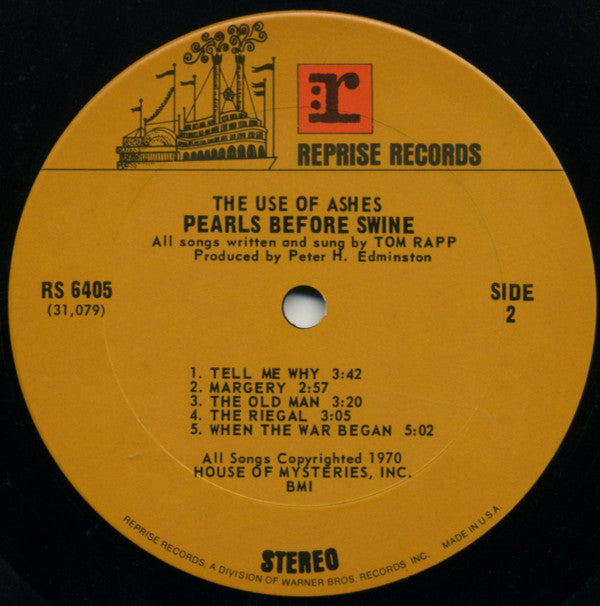 :r
REPRISE RECORDS
THE USE OF ASHES
PEARLS BEFORE SWINE
All songs written and sung by TOM RAPP
Produced by Peter H. Edminston
RS 6405
(31,079)
SIDE
2
1. TELL ME WHY 3:42
2. MARGERY 2:57
3. THE OLD MAN 3:20
4. THE RIEGAL 3:05
5. WHEN THE WAR BEGAN 5:02
All Songs Copyrighted 1970
HOUSE OF MYSTERIES, INC.
BMI
STEREO
REPRISE RECORDS, A DIVISION OF WARNER BROS. RECORDS INC. MADE IN U.S.A.